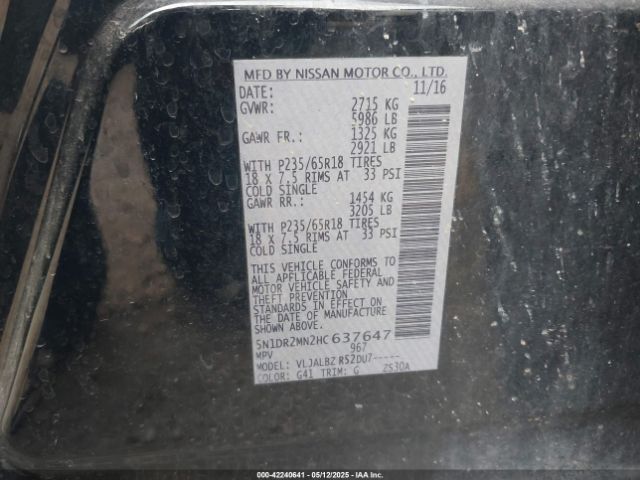 MFD BY NISSAN MOTOR CO., LTD.
DATE: 11/16
GVWR: 2715 KG
5986 LB
GAWR FR.: 1325 KG
2921 LB
WITH P235/65R18 TIRES
18 X 7.5 RIMS AT 33 PSI
COLD SINGLE
GAWR RR.: 1454 KG
3205 LB
WITH P235/65R18 TIRES
18 X 7.5 RIMS AT 33 PSI
COLD SINGLE
THIS VEHICLE CONFORMS TO
ALL APPLICABLE FEDERAL
MOTOR VEHICLE SAFETY AND
THEFT PREVENTION
STANDARDS IN EFFECT ON
THE DATE OF MANUFACTURE
SHOWN ABOVE.
5N1DR2MN2HC637647
MPV 967
MODEL: VLJALBZ R52DU7-----
COLOR: G41 TRIM: G ZS30A
00-42240641 - 05/12/2025 - IAA Inc.